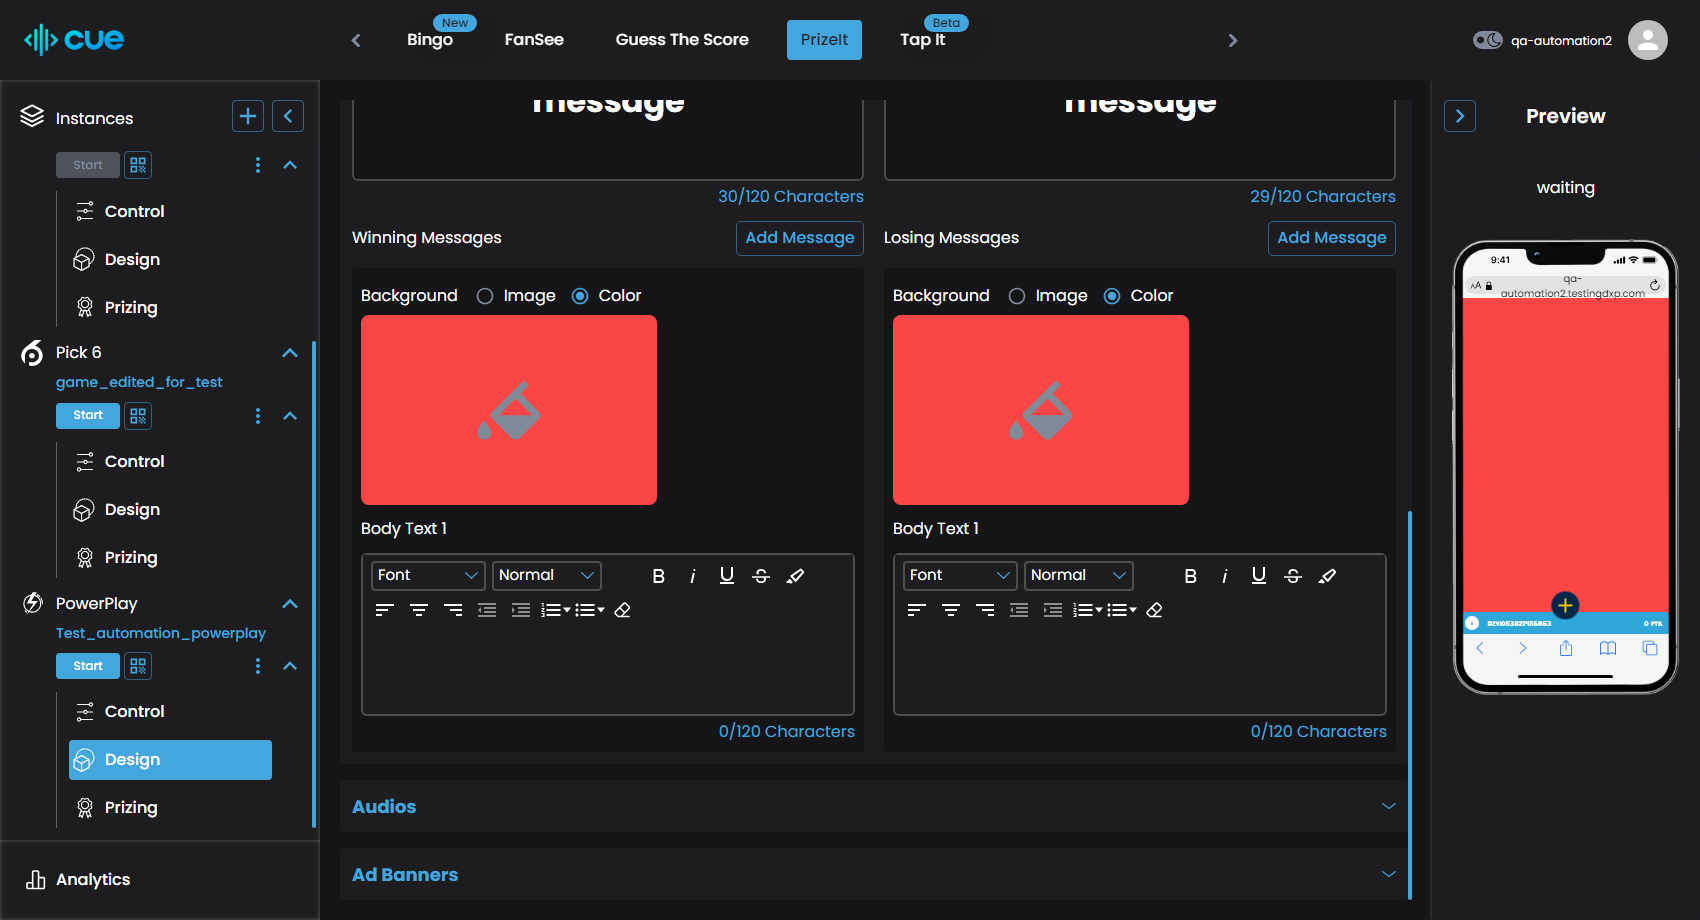 cue
New
Bingo
FanSee
Guess The Score
PrizeIt
Beta
Tap It
qa-automation2
Instances
Start
Control
Design
Prizing
Pick 6
game_edited_for_test
Start
Control
Design
Prizing
PowerPlay
Test_automation_powerplay
Start
Control
Design
Prizing
Analytics
message
message
30/120 Characters
29/120 Characters
Winning Messages
Add Message
Losing Messages
Add Message
Background
Image
Color
Background
Image
Color
Body Text 1
Body Text 1
Font
Normal
B i U S
Font
Normal
B i U S
0/120 Characters
0/120 Characters
Audios
Ad Banners
Preview
waiting
9:41
AA
qa-
automation2.testingdxp.com
0 PTS.